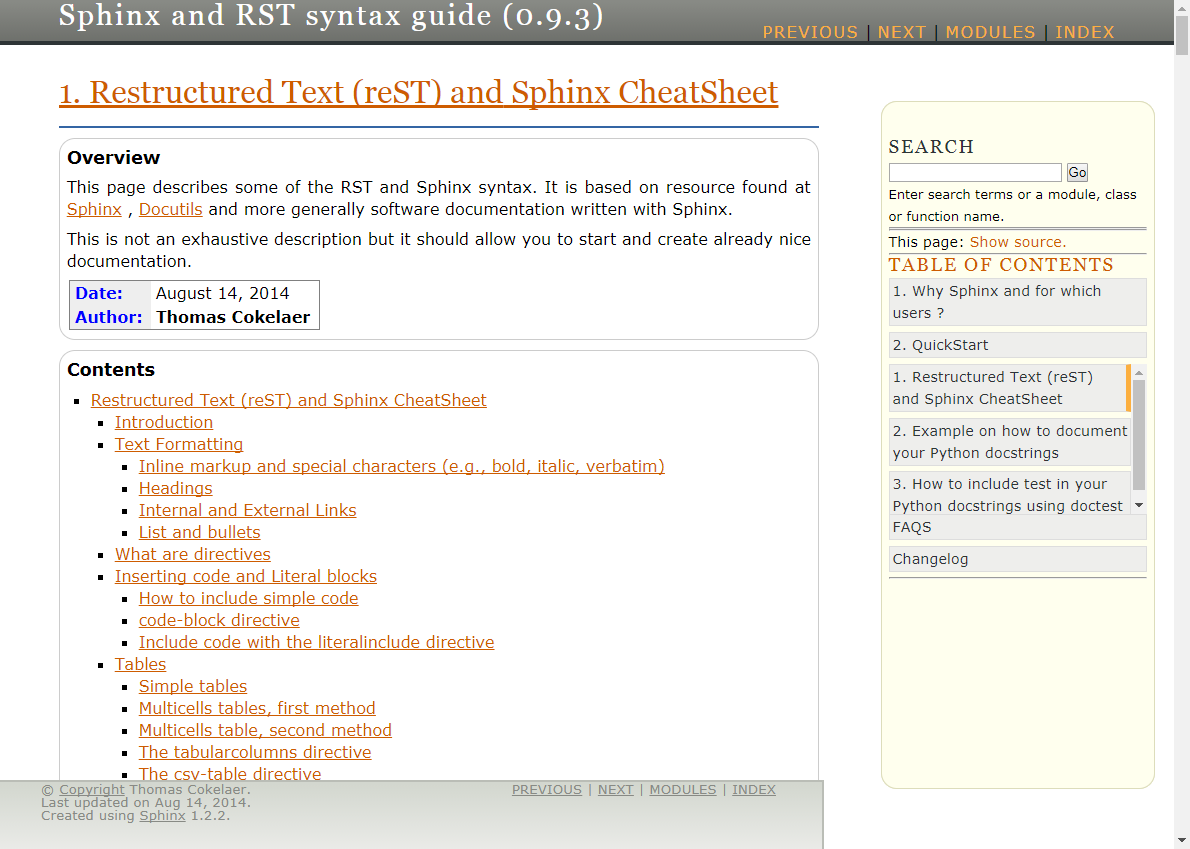 Sphinx and RST syntax guide (0.9.3)
PREVIOUS | NEXT | MODULES | INDEX
1. Restructured Text (reST) and Sphinx CheatSheet
Overview
This page describes some of the RST and Sphinx syntax. It is based on resource found at
Sphinx , Docutils and more generally software documentation written with Sphinx.
This is not an exhaustive description but it should allow you to start and create already nice
documentation.
Date: August 14, 2014
Author: Thomas Cokelaer
Contents
Restructured Text (reST) and Sphinx CheatSheet
Introduction
Text Formatting
Inline markup and special characters (e.g., bold, italic, verbatim)
Headings
Internal and External Links
List and bullets
What are directives
Inserting code and Literal blocks
How to include simple code
code-block directive
Include code with the literalinclude directive
Tables
Simple tables
Multicells tables, first method
Multicells table, second method
The tabularcolumns directive
The csv-table directive
SEARCH
Go
Enter search terms or a module, class
or function name.
This page: Show source.
TABLE OF CONTENTS
1. Why Sphinx and for which
users ?
2. QuickStart
1. Restructured Text (reST)
and Sphinx CheatSheet
2. Example on how to document
your Python docstrings
3. How to include test in your
Python docstrings using doctest
FAQS
Changelog
© Copyright Thomas Cokelaer.
Last updated on Aug 14, 2014.
Created using Sphinx 1.2.2.
PREVIOUS | NEXT | MODULES | INDEX